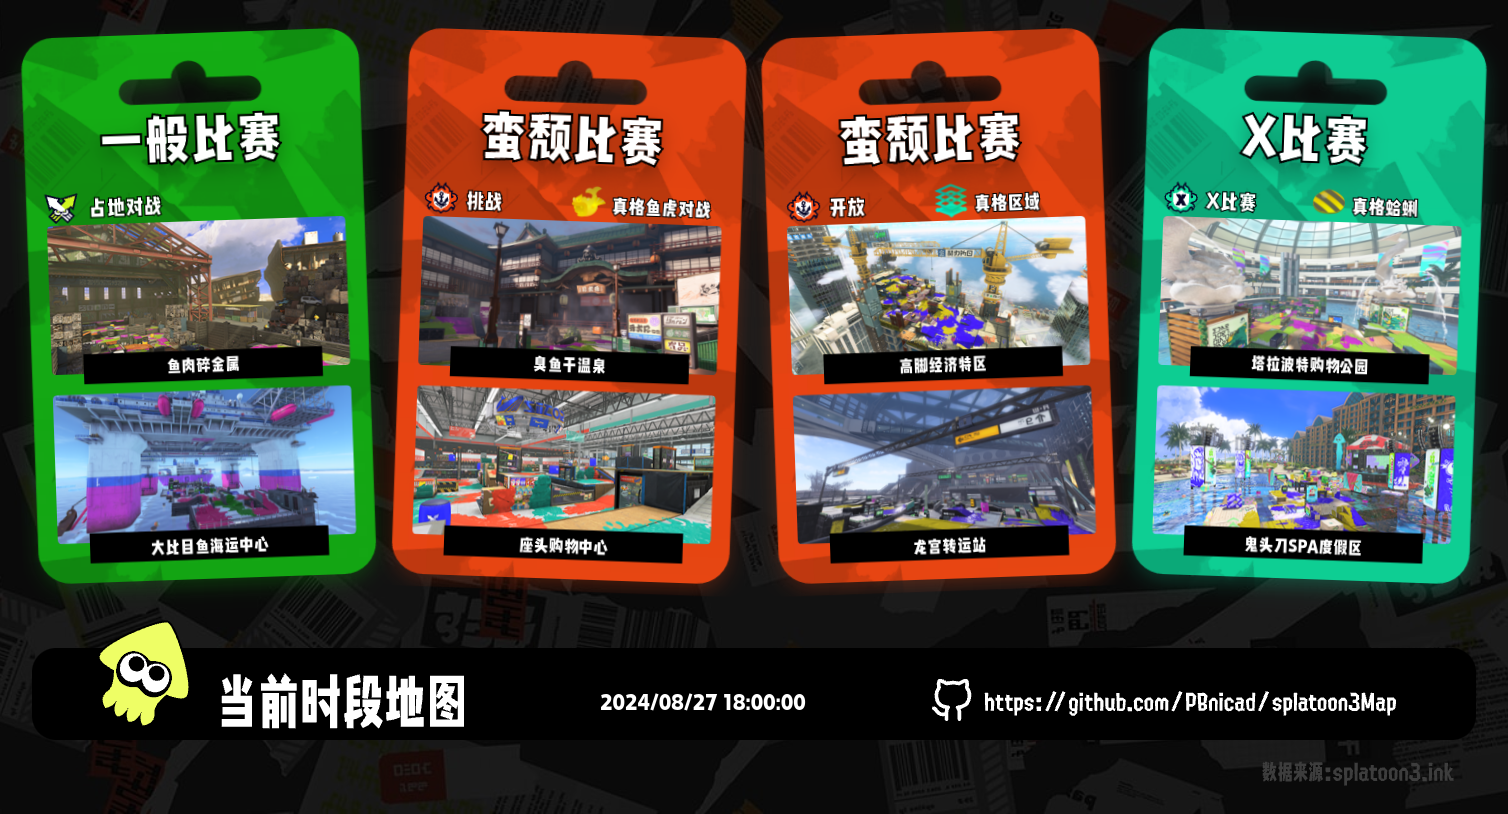 一般比赛
占地对战
鱼肉碎金属
大比目鱼海运中心
蛮颓比赛
挑战
真格鱼虎对战
臭鱼干温泉
座头购物中心
蛮颓比赛
开放
真格区域
高脚经济特区
龙宫转运站
X比赛
X比赛
真格蛤蜊
塔拉波特购物公园
鬼头刀SPA度假区
当前时段地图
2024/08/27 18:00:00
https://github.com/PBnicad/splatoon3Map
数据来源:splatoon3.ink